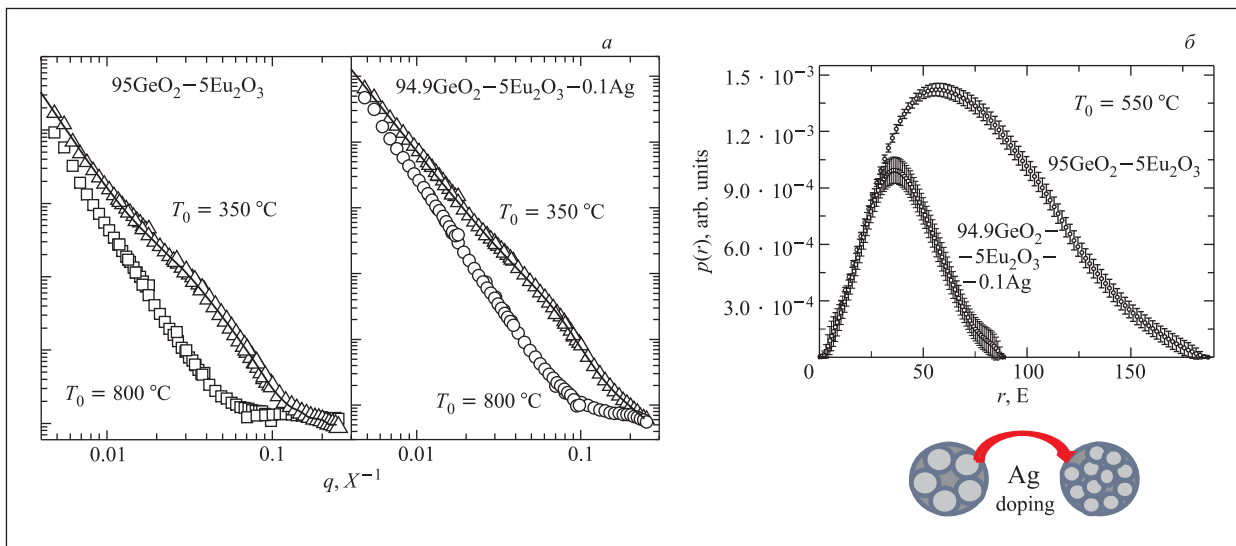 а
95GeO₂−5Eu₂O₃
94.9GeO₂−5Eu₂O₃−0.1Ag
T₀ = 350 °C
T₀ = 350 °C
T₀ = 800 °C
T₀ = 800 °C
0.01
0.1
0.01
0.1
q, X⁻¹
б
1.5 · 10⁻³
1.2 · 10⁻³
9.0 · 10⁻⁴
6.0 · 10⁻⁴
3.0 · 10⁻⁴
p(r), arb. units
T₀ = 550 °C
95GeO₂−5Eu₂O₃
94.9GeO₂−
−5Eu₂O₃−
−0.1Ag
0
50
100
150
r, E
Ag
doping